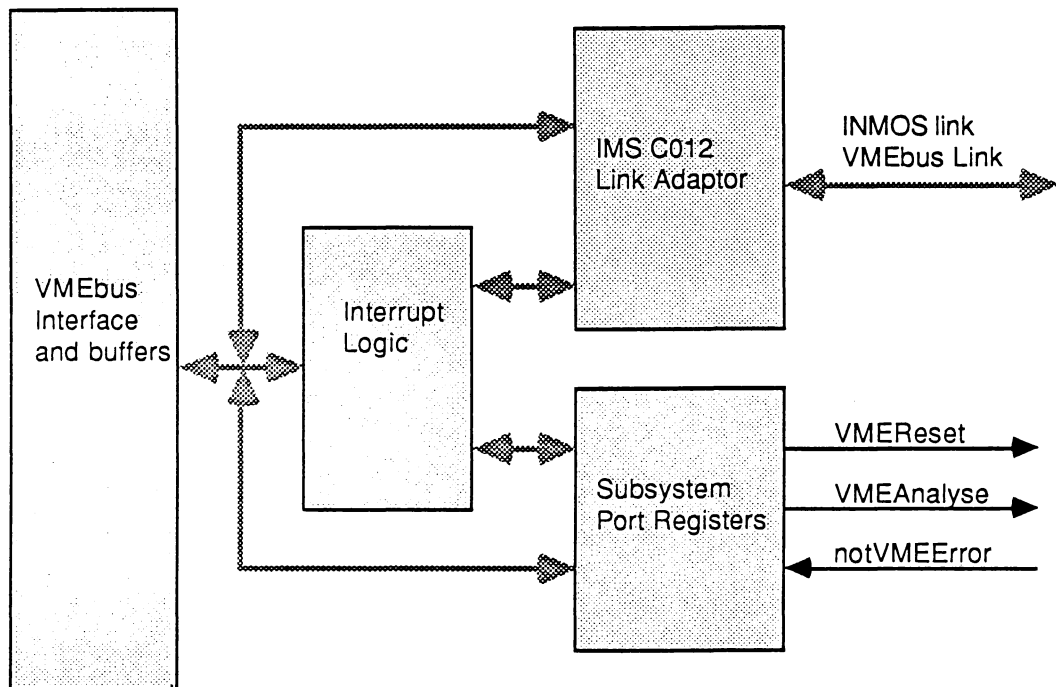 VMEbus
Interface
and buffers
Interrupt
Logic
IMS C012
Link Adaptor
INMOS link
VMEbus Link
Subsystem
Port Registers
VMEReset
VMEAnalyse
notVMEError